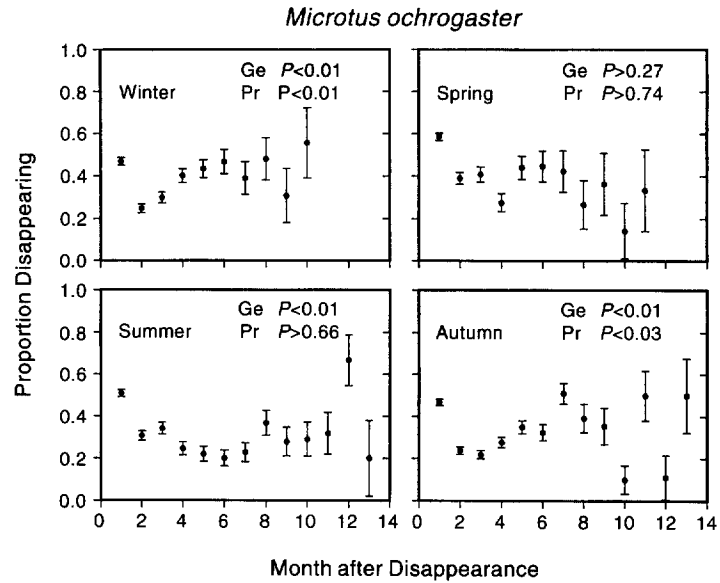 Microtus ochrogaster
Proportion Disappearing
1.0
0.8
0.6
0.4
0.2
0.0
Winter
Ge P<0.01
Pr P<0.01
Spring
Ge P>0.27
Pr P>0.74
1.0
0.8
0.6
0.4
0.2
0.0
Summer
Ge P<0.01
Pr P>0.66
Autumn
Ge P<0.01
Pr P<0.03
0 2 4 6 8 10 12 14
0 2 4 6 8 10 12 14
Month after Disappearance